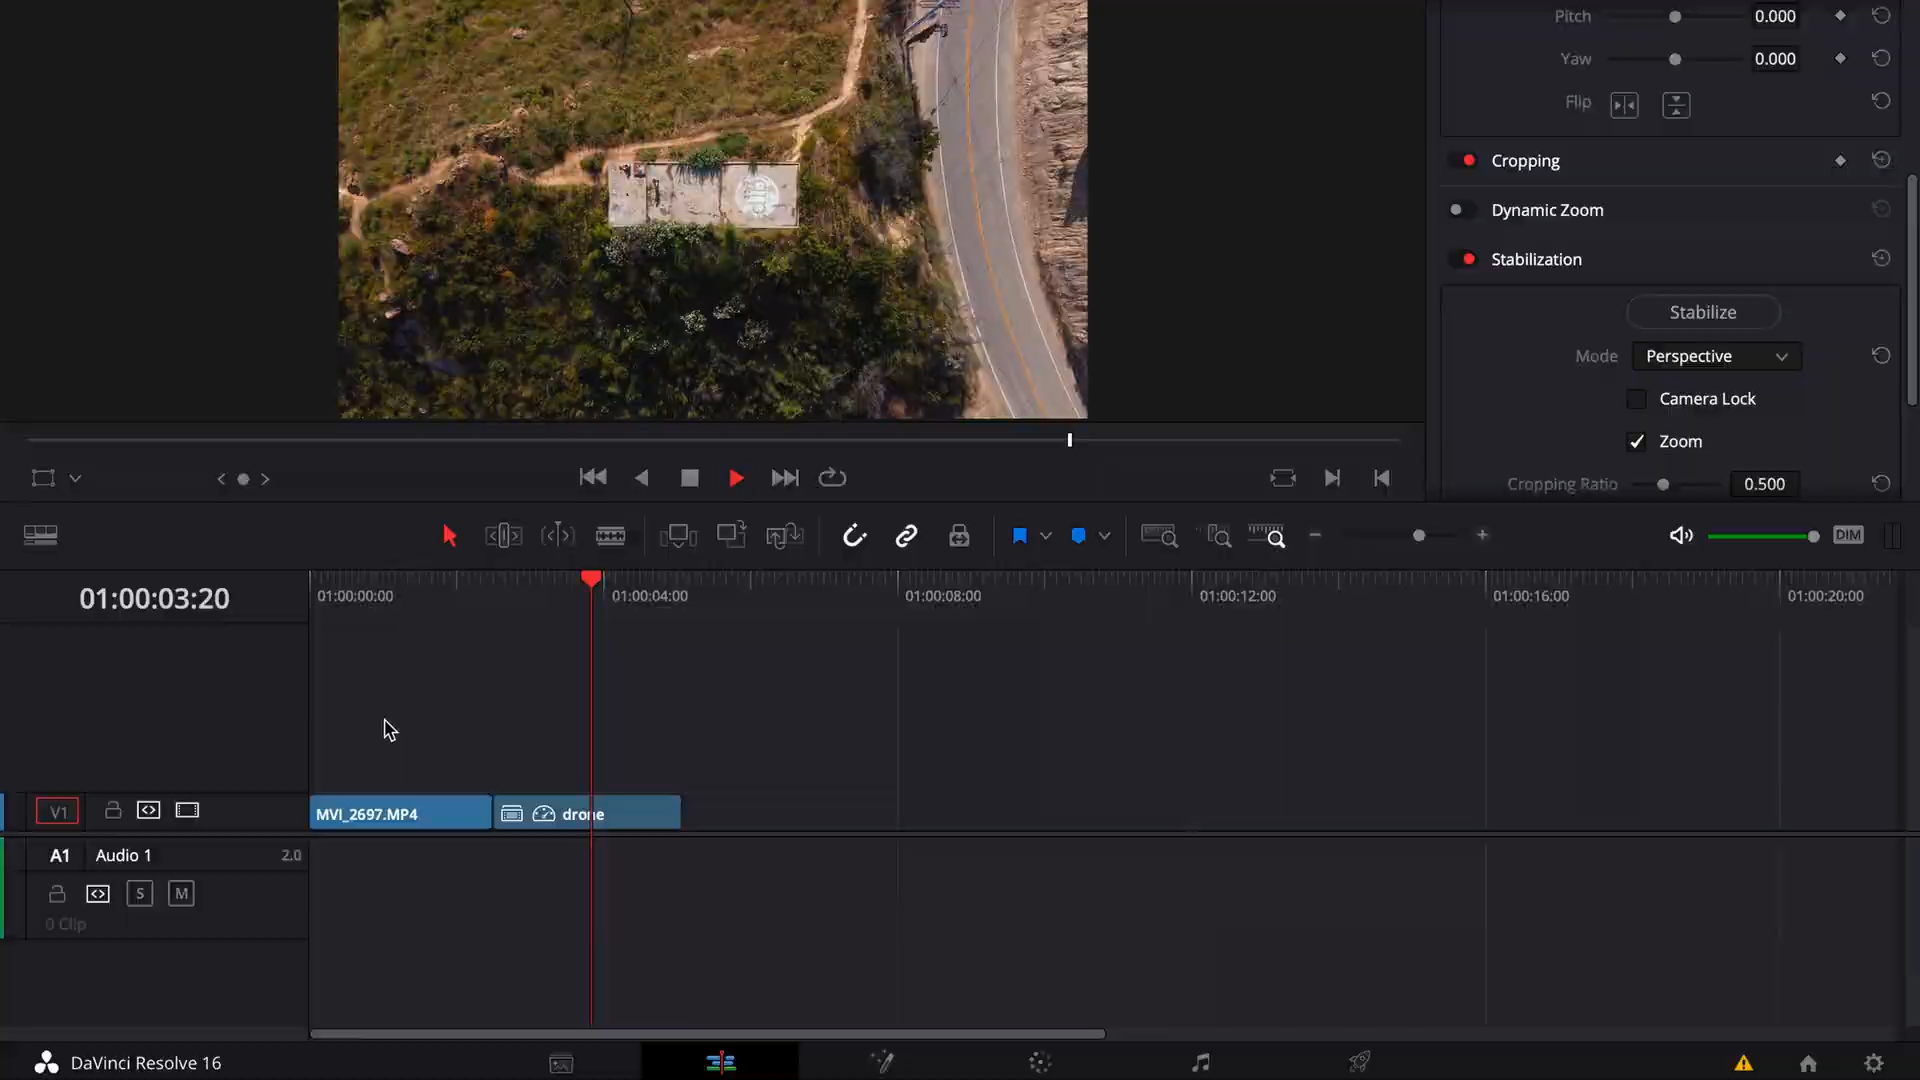 Pitch 0.000
Yaw 0.000
Flip
Cropping
Dynamic Zoom
Stabilization
Stabilize
Mode Perspective
Camera Lock
Zoom
Cropping Ratio 0.500
DIM
01:00:03:20
01:00:00:00 01:00:04:00 01:00:08:00 01:00:12:00 01:00:16:00 01:00:20:00
V1 MVI_2697.MP4 drone
A1 Audio 1 2.0
S M
0 Clip
DaVinci Resolve 16